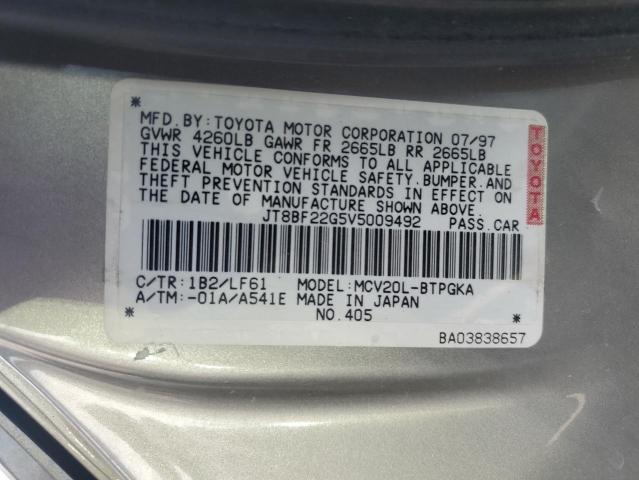 MFD. BY: TOYOTA MOTOR CORPORATION 07/97
GVWR 4260LB GAWR FR 2665LB RR 2665LB
THIS VEHICLE CONFORMS TO ALL APPLICABLE
FEDERAL MOTOR VEHICLE SAFETY, BUMPER, AND
THEFT PREVENTION STANDARDS IN EFFECT ON
THE DATE OF MANUFACTURE SHOWN ABOVE.
JT8BF22G5V5009492 PASS. CAR
C/TR: 1B2/LF61 MODEL: MCV20L-BTPGKA
A/TM: -01A/A541E MADE IN JAPAN
NO. 405
BA03838657
TOYOTA